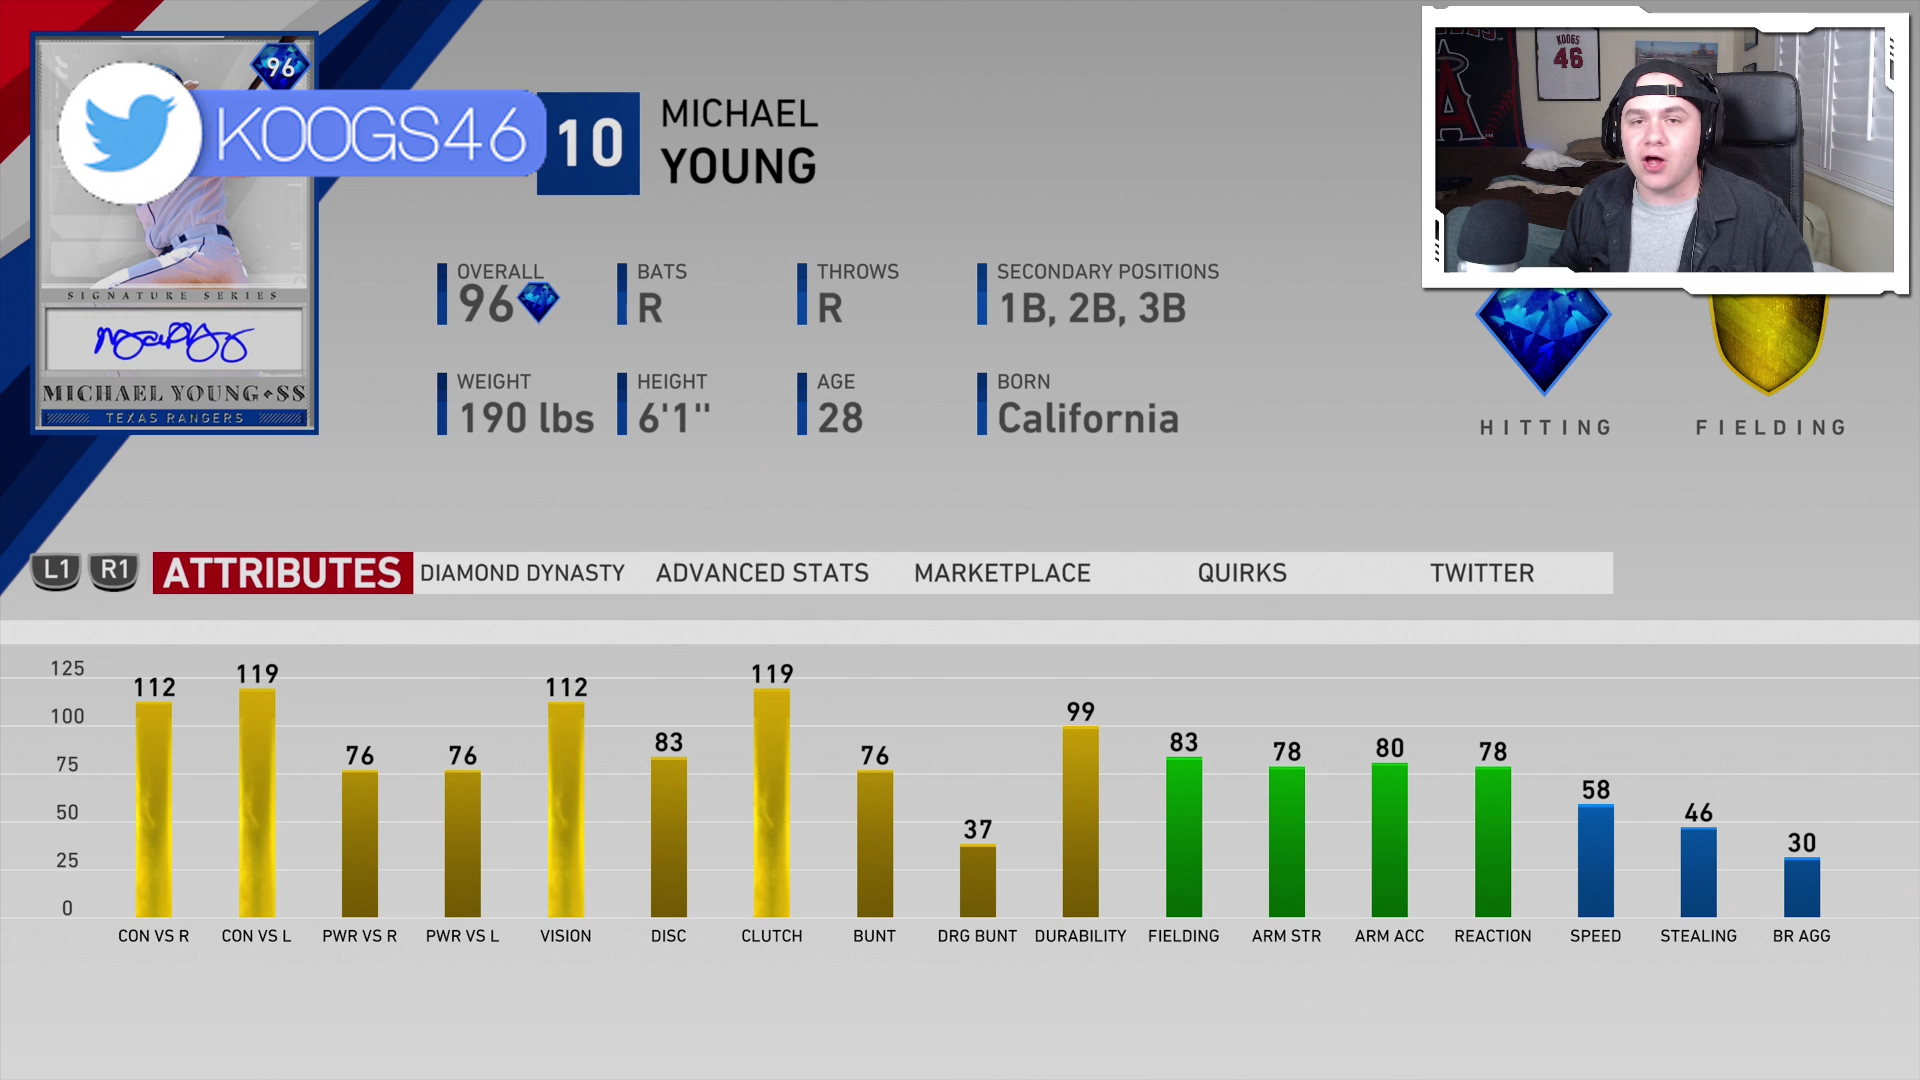 96
KOOGS46
SIGNATURE SERIES
MICHAEL YOUNG SS
TEXAS RANGERS
10
MICHAEL
YOUNG
KOOGS
46
A
OVERALL
96
BATS
R
THROWS
R
SECONDARY POSITIONS
1B, 2B, 3B
WEIGHT
190 lbs
HEIGHT
6'1"
AGE
28
BORN
California
HITTING
FIELDING
L1 R1 ATTRIBUTES DIAMOND DYNASTY ADVANCED STATS MARKETPLACE QUIRKS TWITTER
125
100
75
50
25
0
112 119 76 76 112 83 119 76 37 99 83 78 80 78 58 46 30
CON VS R CON VS L PWR VS R PWR VS L VISION DISC CLUTCH BUNT DRG BUNT DURABILITY FIELDING ARM STR ARM ACC REACTION SPEED STEALING BR AGG